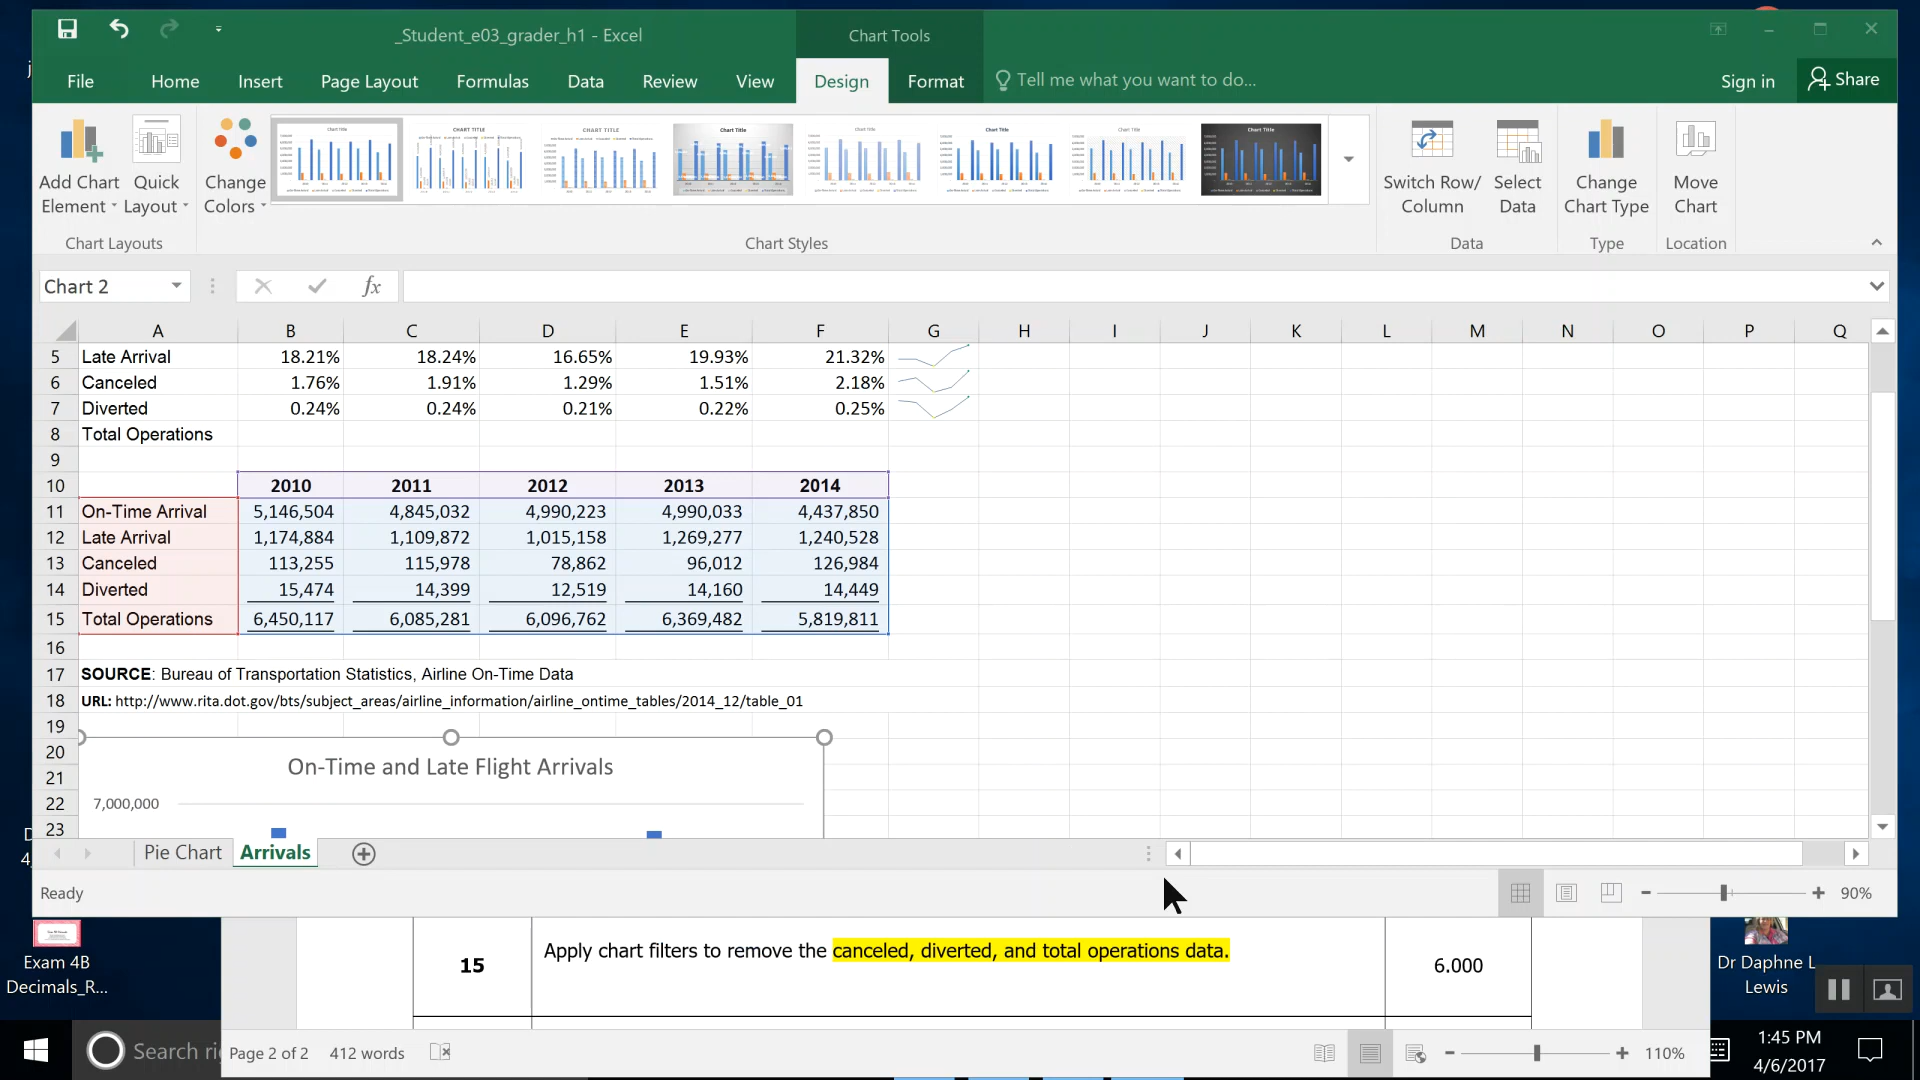 _Student_e03_grader_h1 - Excel
Chart Tools
File Home Insert Page Layout Formulas Data Review View Design Format Tell me what you want to do... Sign in Share
Add Chart Element
Quick Layout
Change Colors
Switch Row/ Column
Select Data
Change Chart Type
Move Chart
Chart Layouts Chart Styles Data Type Location
Chart 2 fx
A B C D E F G H I J K L M N O P Q
5 Late Arrival 18.21% 18.24% 16.65% 19.93% 21.32%
6 Canceled 1.76% 1.91% 1.29% 1.51% 2.18%
7 Diverted 0.24% 0.24% 0.21% 0.22% 0.25%
8 Total Operations
9
10 2010 2011 2012 2013 2014
11 On-Time Arrival 5,146,504 4,845,032 4,990,223 4,990,033 4,437,850
12 Late Arrival 1,174,884 1,109,872 1,015,158 1,269,277 1,240,528
13 Canceled 113,255 115,978 78,862 96,012 126,984
14 Diverted 15,474 14,399 12,519 14,160 14,449
15 Total Operations 6,450,117 6,085,281 6,096,762 6,369,482 5,819,811
16
17 SOURCE: Bureau of Transportation Statistics, Airline On-Time Data
18 URL: http://www.rita.dot.gov/bts/subject_areas/airline_information/airline_ontime_tables/2014_12/table_01
19
20
On-Time and Late Flight Arrivals
21
22 7,000,000
23
Pie Chart Arrivals
Ready 90%
15 Apply chart filters to remove the canceled, diverted, and total operations data. 6.000
Exam 4B
Decimals_R...
Dr Daphne L
Lewis
Search
Page 2 of 2 412 words 110%
1:45 PM
4/6/2017